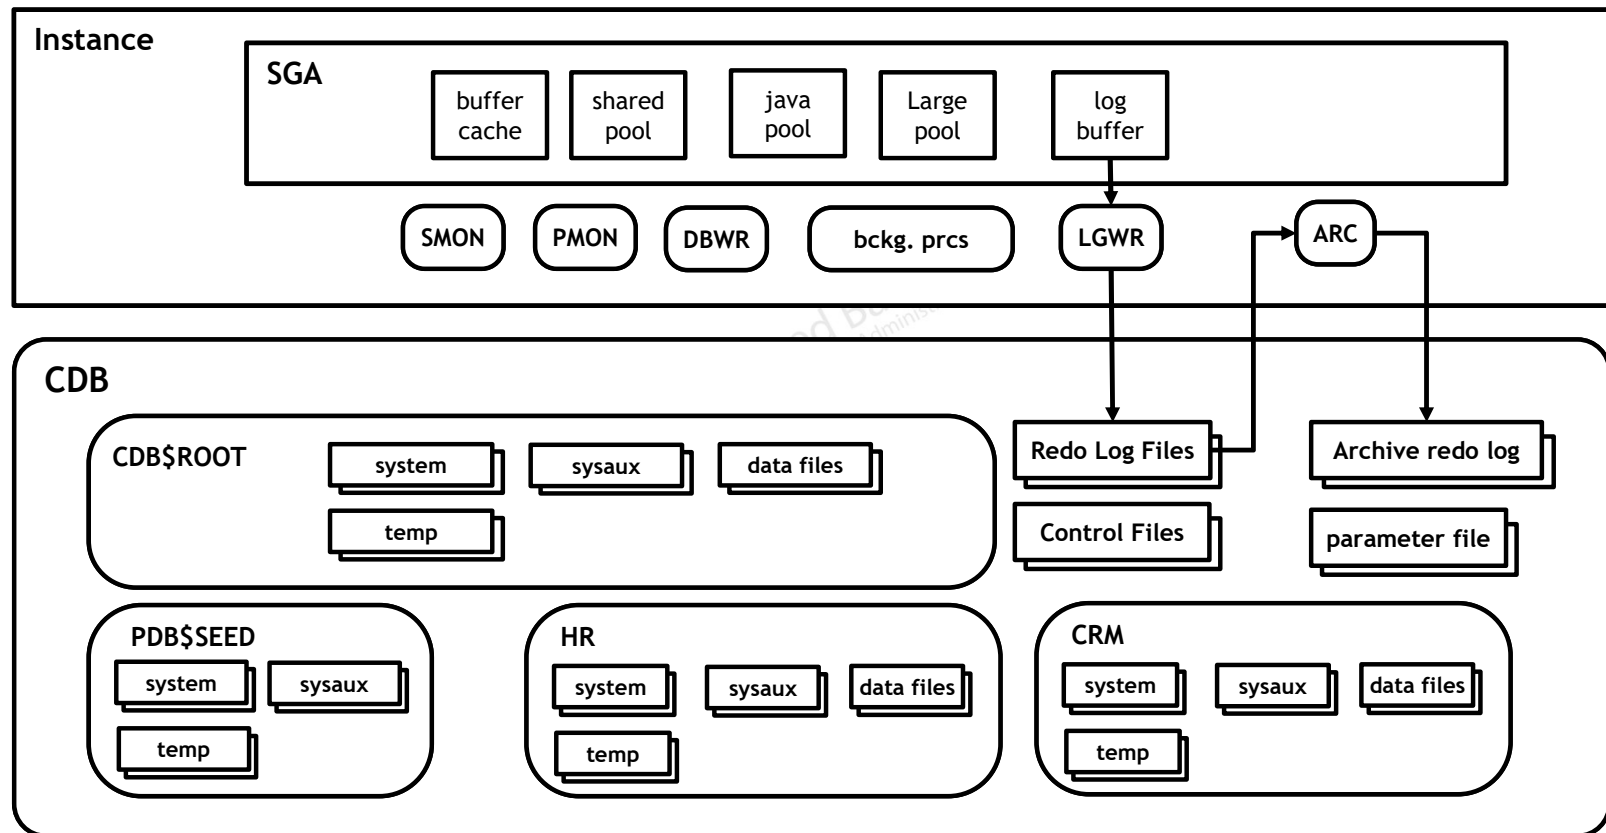 Instance
SGA
buffer
cache
shared
pool
java
pool
Large
pool
log
buffer
SMON
PMON
DBWR
bckg. prcs
LGWR
ARC
CDB
CDB$ROOT
system
sysaux
data files
temp
Redo Log Files
Archive redo log
Control Files
parameter file
PDB$SEED
system
sysaux
temp
HR
system
sysaux
data files
temp
CRM
system
sysaux
data files
temp